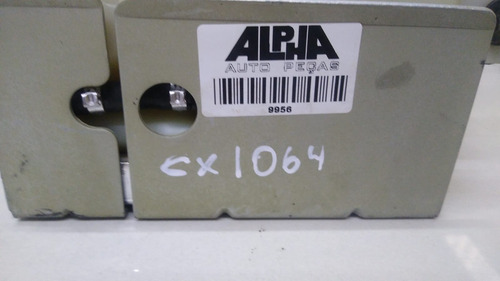 ALPHA
AUTO PEÇAS
9956
CX1064